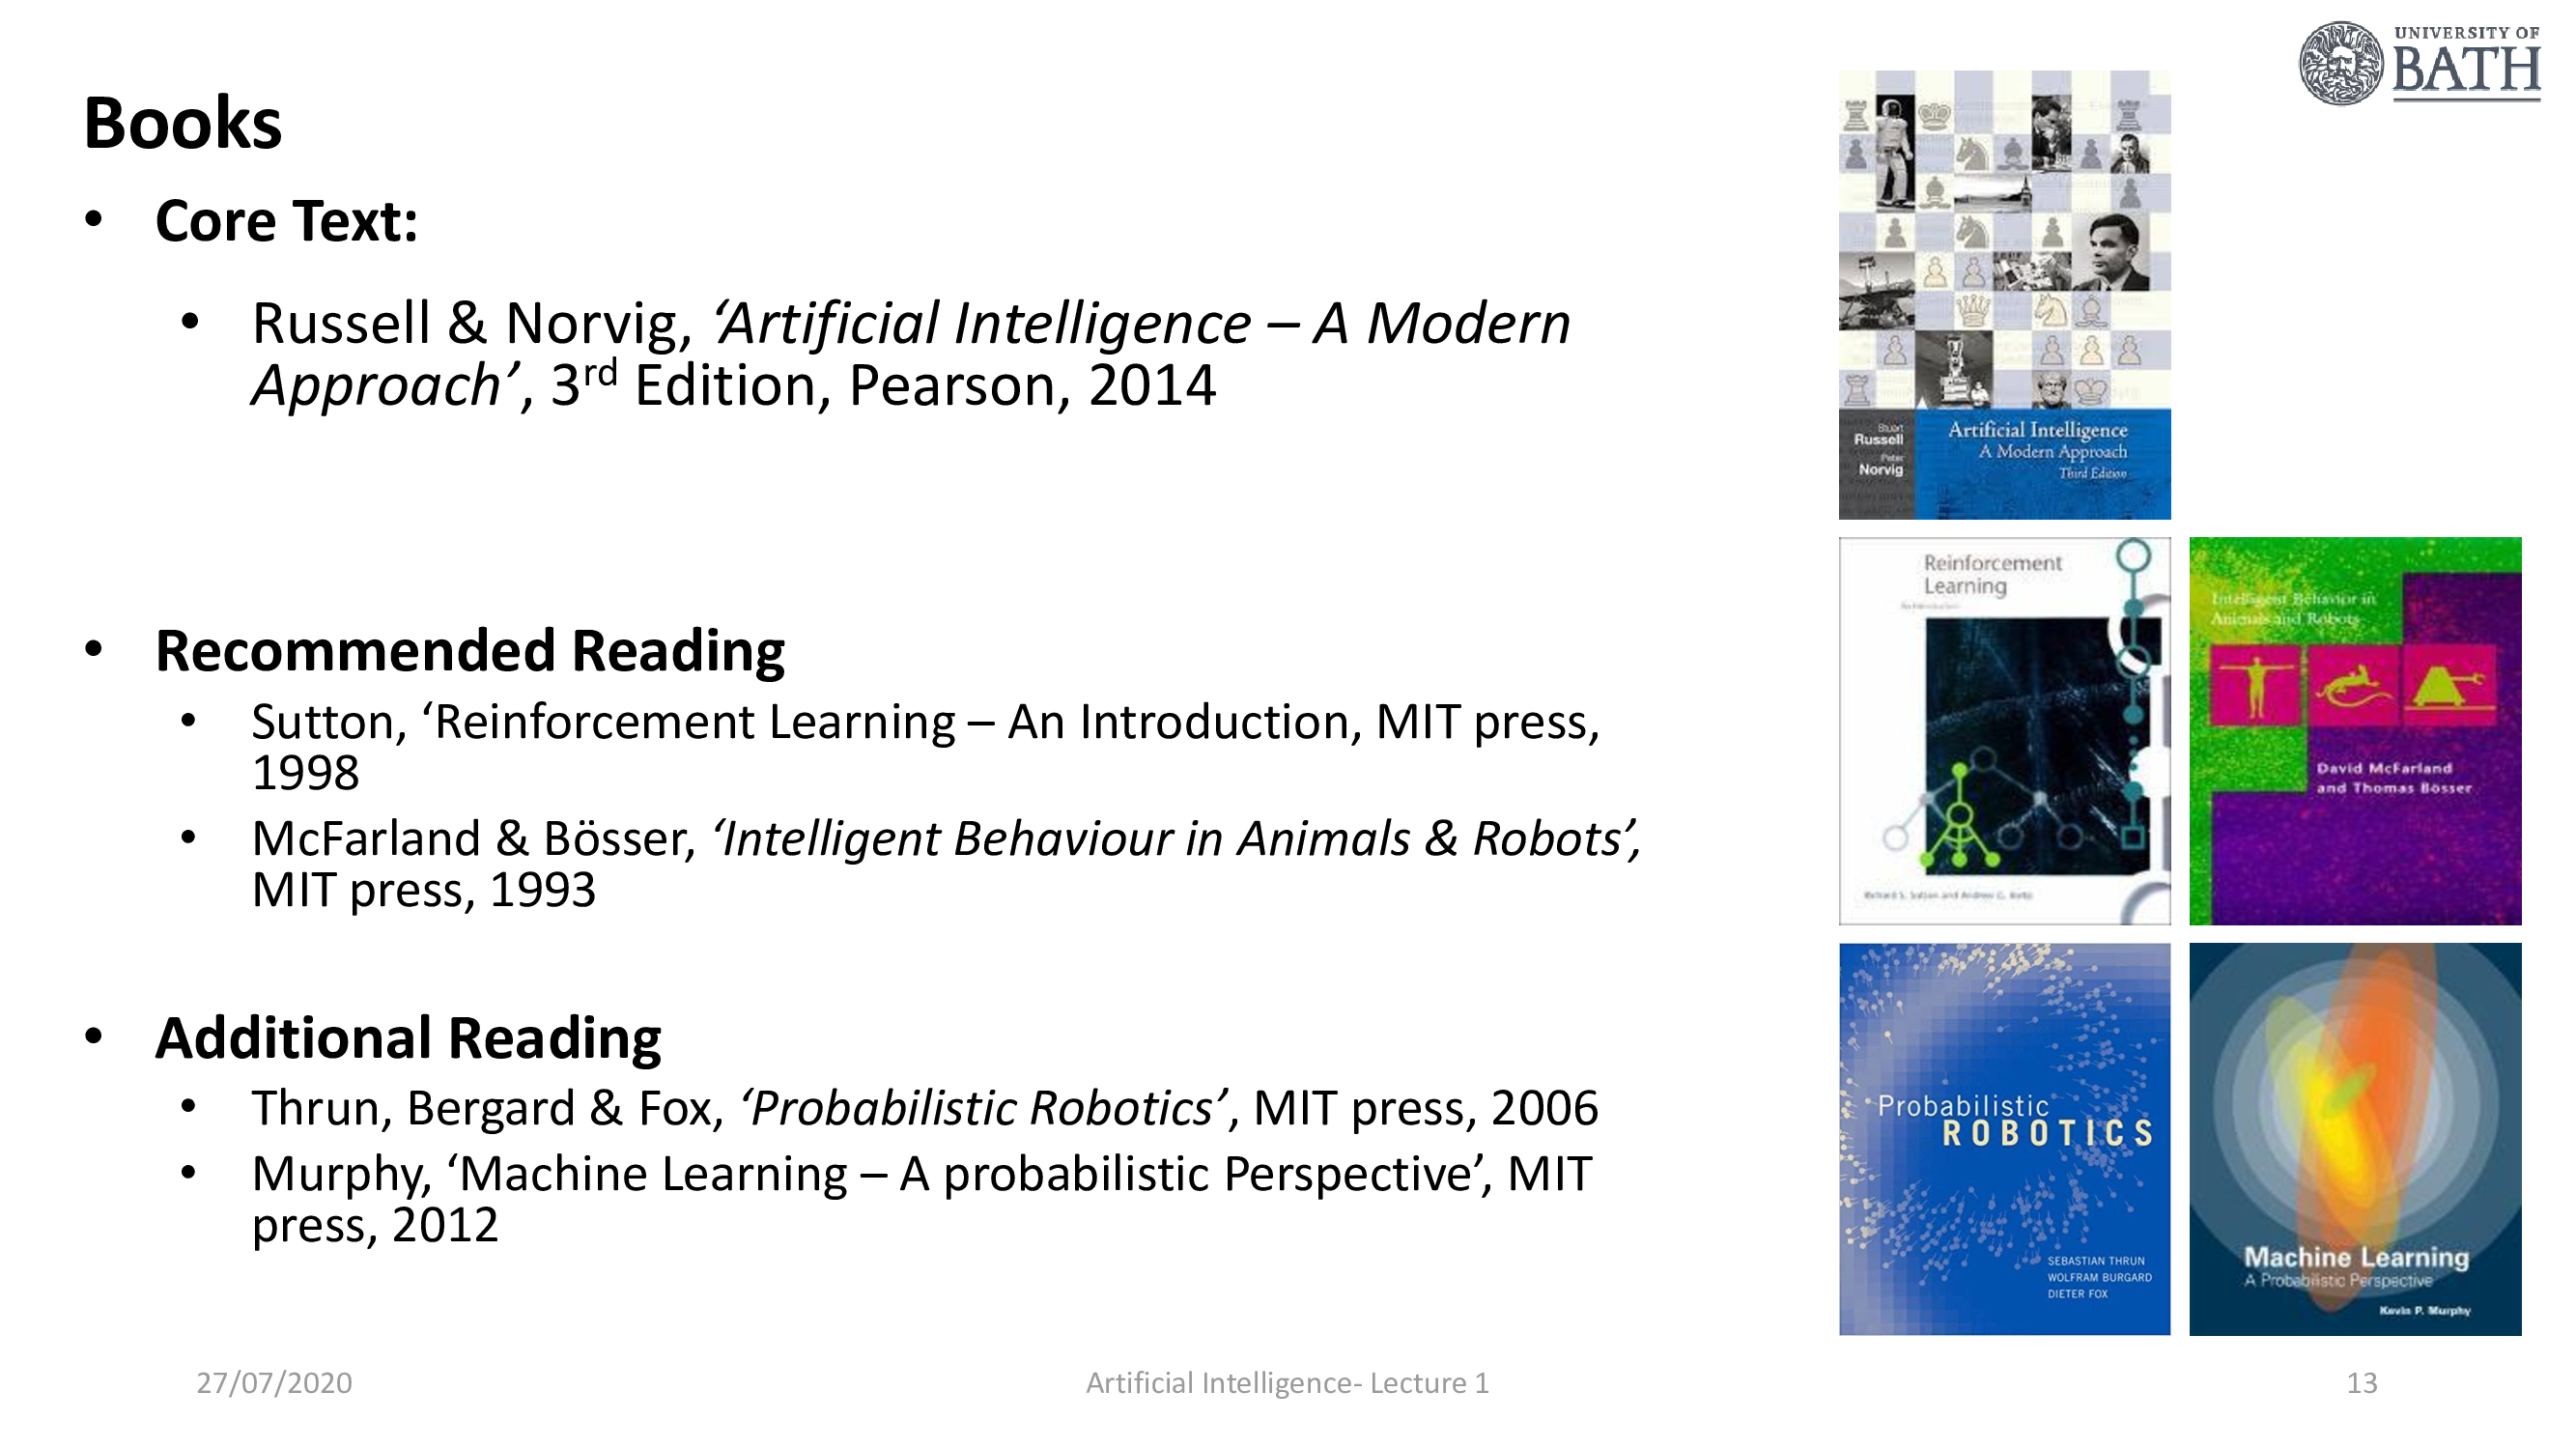 UNIVERSITY OF
BATH
Books
• Core Text:
• Russell & Norvig, ‘Artificial Intelligence – A Modern
Approach’, 3rd Edition, Pearson, 2014
• Recommended Reading
• Sutton, ‘Reinforcement Learning – An Introduction, MIT press,
1998
• McFarland & Bösser, ‘Intelligent Behaviour in Animals & Robots’,
MIT press, 1993
• Additional Reading
• Thrun, Bergard & Fox, ‘Probabilistic Robotics’, MIT press, 2006
• Murphy, ‘Machine Learning – A probabilistic Perspective’, MIT
press, 2012
Stuart
Russell
Peter
Norvig
Artificial Intelligence
A Modern Approach
Third Edition
Reinforcement
Learning
An Introduction
Richard S. Sutton and Andrew G. Barto
Intelligent Behavior in
Animals and Robots
David McFarland
and Thomas Bösser
Probabilistic
ROBOTICS
SEBASTIAN THRUN
WOLFRAM BURGARD
DIETER FOX
Machine Learning
A Probabilistic Perspective
Kevin P. Murphy
27/07/2020
Artificial Intelligence- Lecture 1
13